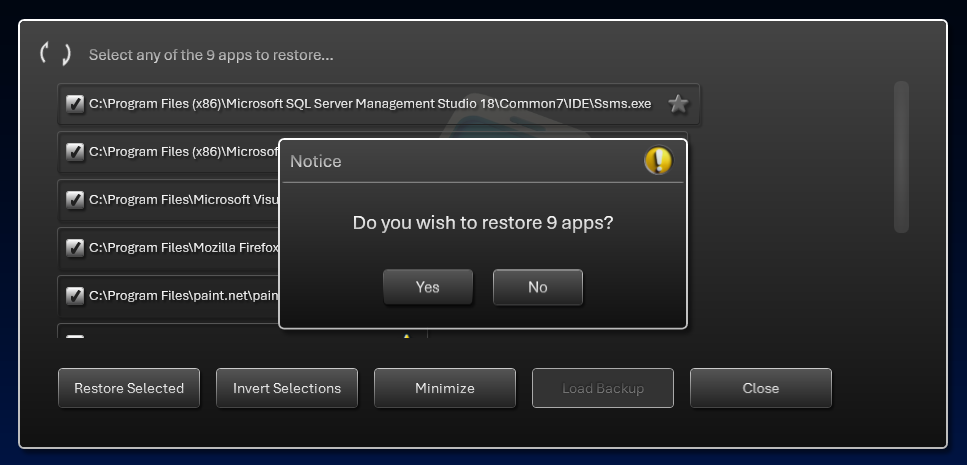 Select any of the 9 apps to restore...
C:\Program Files (x86)\Microsoft SQL Server Management Studio 18\Common7\IDE\Ssms.exe
C:\Program Files (x86)\Microsof
C:\Program Files\Microsoft Visu
C:\Program Files\Mozilla Firefox
C:\Program Files\paint.net\pain
Notice
Do you wish to restore 9 apps?
Yes No
Restore Selected Invert Selections Minimize Load Backup Close